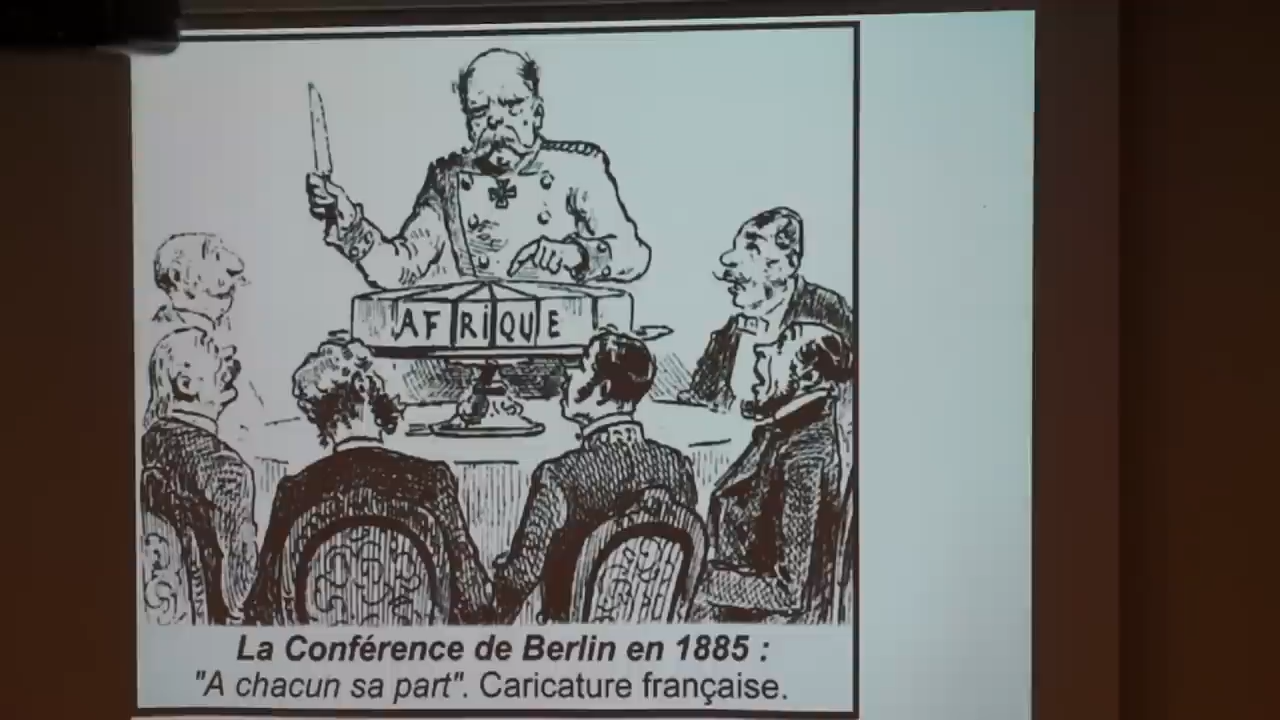 AFRIQUE
La Conférence de Berlin en 1885 :
"A chacun sa part". Caricature française.